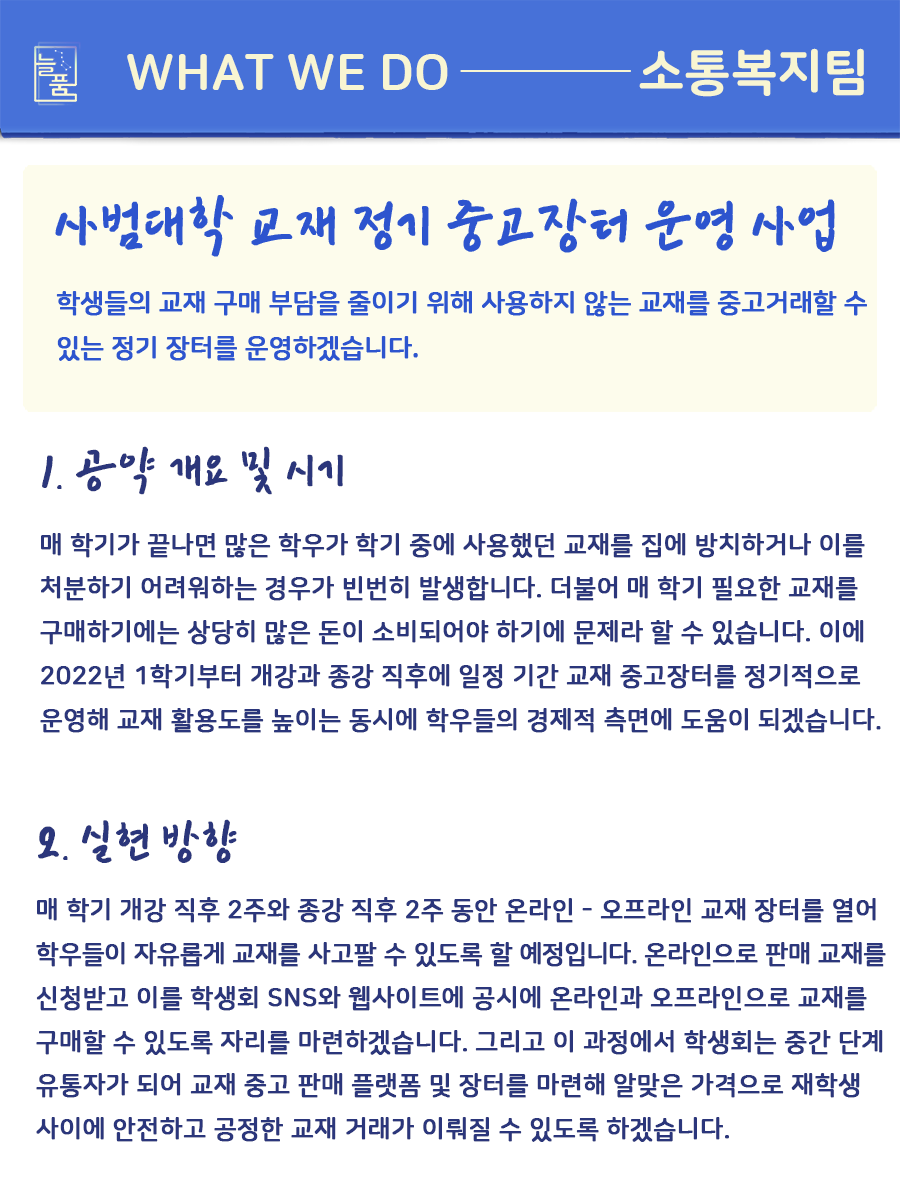 늘품
WHAT WE DO
소통복지팀
사범대학 교재 정기 중고장터 운영 사업
학생들의 교재 구매 부담을 줄이기 위해 사용하지 않는 교재를 중고거래할 수
있는 정기 장터를 운영하겠습니다.
1. 공약 개요 및 시기
매 학기가 끝나면 많은 학우가 학기 중에 사용했던 교재를 집에 방치하거나 이를
처분하기 어려워하는 경우가 빈번히 발생합니다. 더불어 매 학기 필요한 교재를
구매하기에는 상당히 많은 돈이 소비되어야 하기에 문제라 할 수 있습니다. 이에
2022년 1학기부터 개강과 종강 직후에 일정 기간 교재 중고장터를 정기적으로
운영해 교재 활용도를 높이는 동시에 학우들의 경제적 측면에 도움이 되겠습니다.
2. 실현 방향
매 학기 개강 직후 2주와 종강 직후 2주 동안 온라인 - 오프라인 교재 장터를 열어
학우들이 자유롭게 교재를 사고팔 수 있도록 할 예정입니다. 온라인으로 판매 교재를
신청받고 이를 학생회 SNS와 웹사이트에 공시에 온라인과 오프라인으로 교재를
구매할 수 있도록 자리를 마련하겠습니다. 그리고 이 과정에서 학생회는 중간 단계
유통자가 되어 교재 중고 판매 플랫폼 및 장터를 마련해 알맞은 가격으로 재학생
사이에 안전하고 공정한 교재 거래가 이뤄질 수 있도록 하겠습니다.